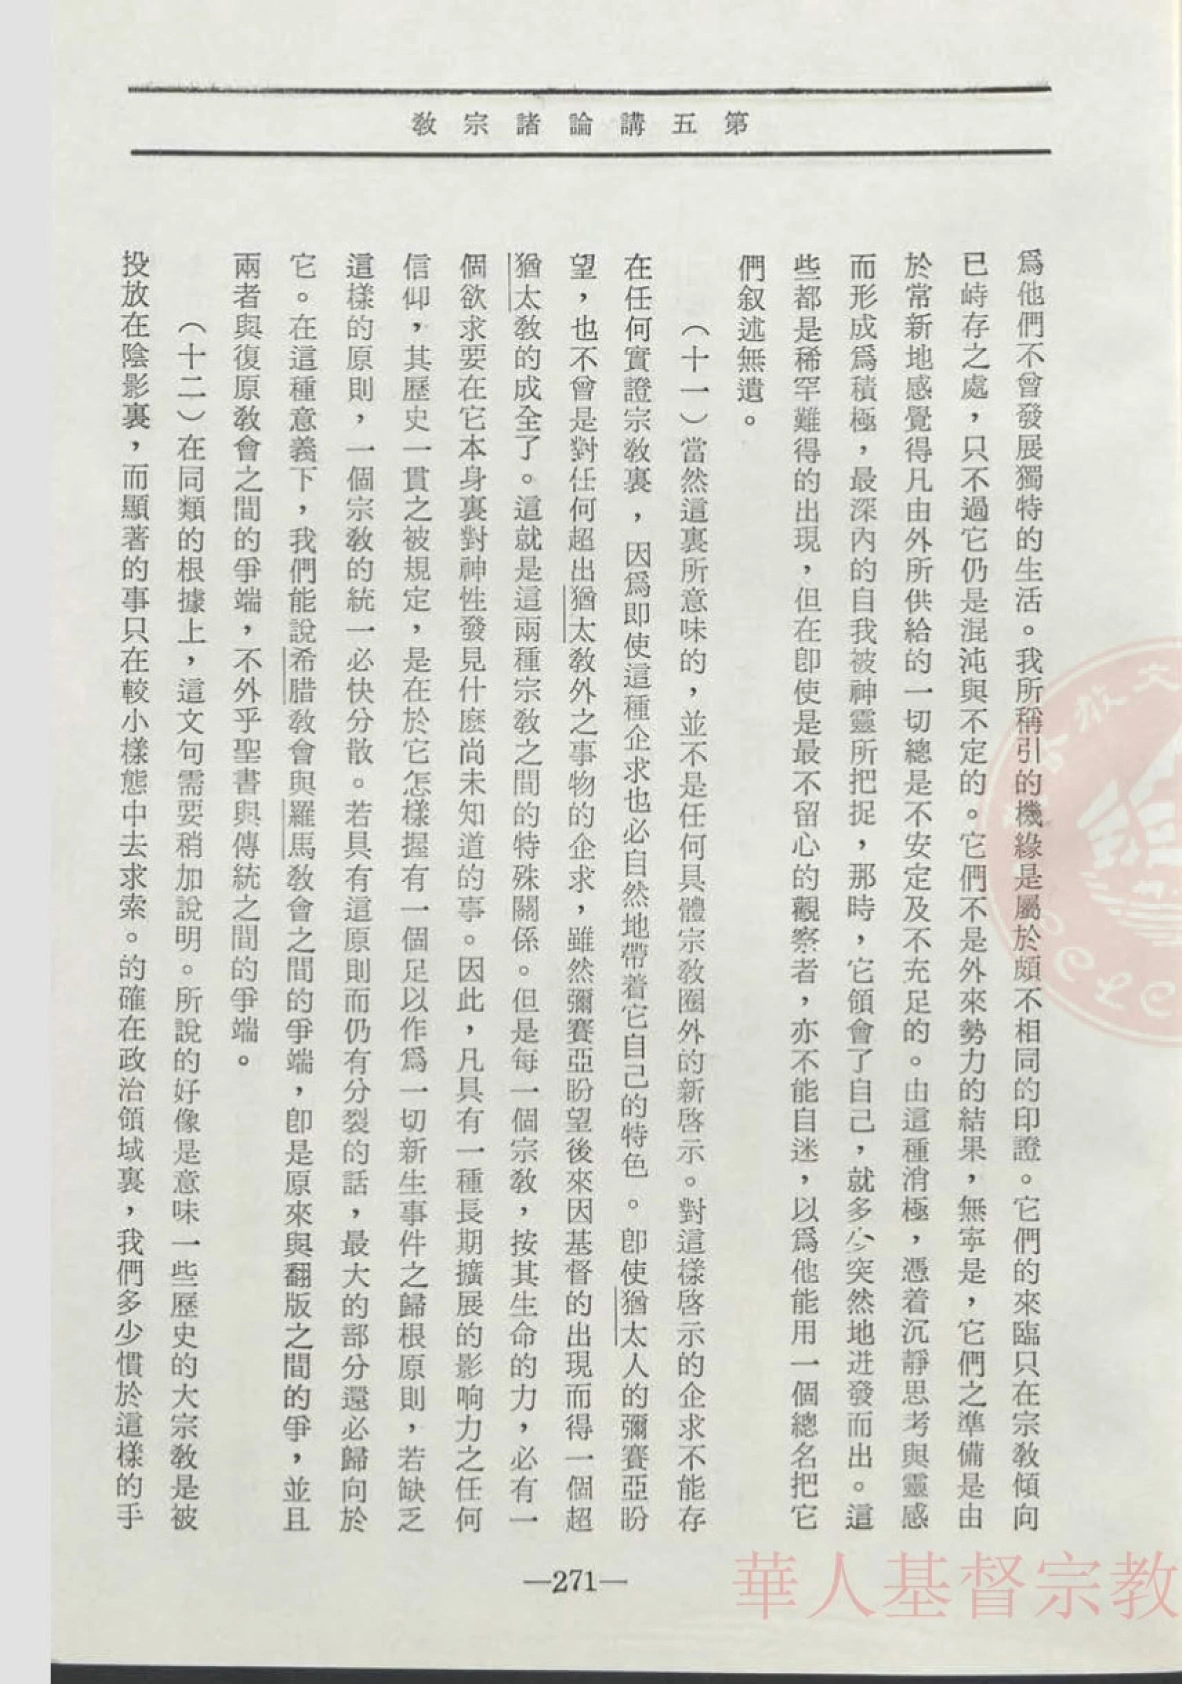 第五講論諸宗教
為他們不曾發展獨特的生活。我所稱引的機緣是屬於頗不相同的印證。它們的來臨只在宗教傾向
已峙存之處，只不過它仍是混沌與不定的。它們不是外來勢力的結果，無寧是，它們之準備是由
於常新地感覺得凡由外所供給的一切總是不安定及不充足的。由這種消極，憑着沉靜思考與靈感
而形成爲積極，最深內的自我被神靈所把捉，那時，它領會了自己，就多少突然地迸發而出。這
些都是稀罕難得的出現，但在即使是最不留心的觀察者，亦不能自迷，以爲他能用一個總名把它
們叙述無遺。
（十一）當然這裏所意味的，並不是任何具體宗教圈外的新啓示。對這樣啓示的企求不能存
在任何實證宗教裏，因爲即使這種企求也必自然地帶着它自己的特色。即使猶太人的彌賽亞盼
望，也不曾是對任何超出猶太教外之事物的企求，雖然彌賽亞盼望後來因基督的出現而得一個超
猶太教的成全了。這就是這兩種宗教之間的特殊關係。但是每一個宗教，按其生命的力，必有一
個欲求要在它本身裏對神性發見什麽尚未知道的事。因此，凡具有一種長期擴展的影响力之任何
信仰，其歷史一貫之被規定，是在於它怎樣握有一個足以作爲一切新生事件之歸根原則，若缺乏
這樣的原則，一個宗教的統一必快分散。若具有這原則而仍有分裂的話，最大的部分還必歸向於
它。在這種意義下，我們能說希腊教會與羅馬教會之間的爭端，即是原來與翻版之間的爭，並且
兩者與復原教會之間的爭端，不外乎聖書與傳統之間的爭端。
（十二）在同類的根據上，這文句需要稍加說明。所說的好像是意味一些歷史的大宗教是被
投放在陰影裏，而顯著的事只在較小樣態中去求索。的確在政治領域裏，我們多少慣於這樣的手
—271—
華人基督宗教